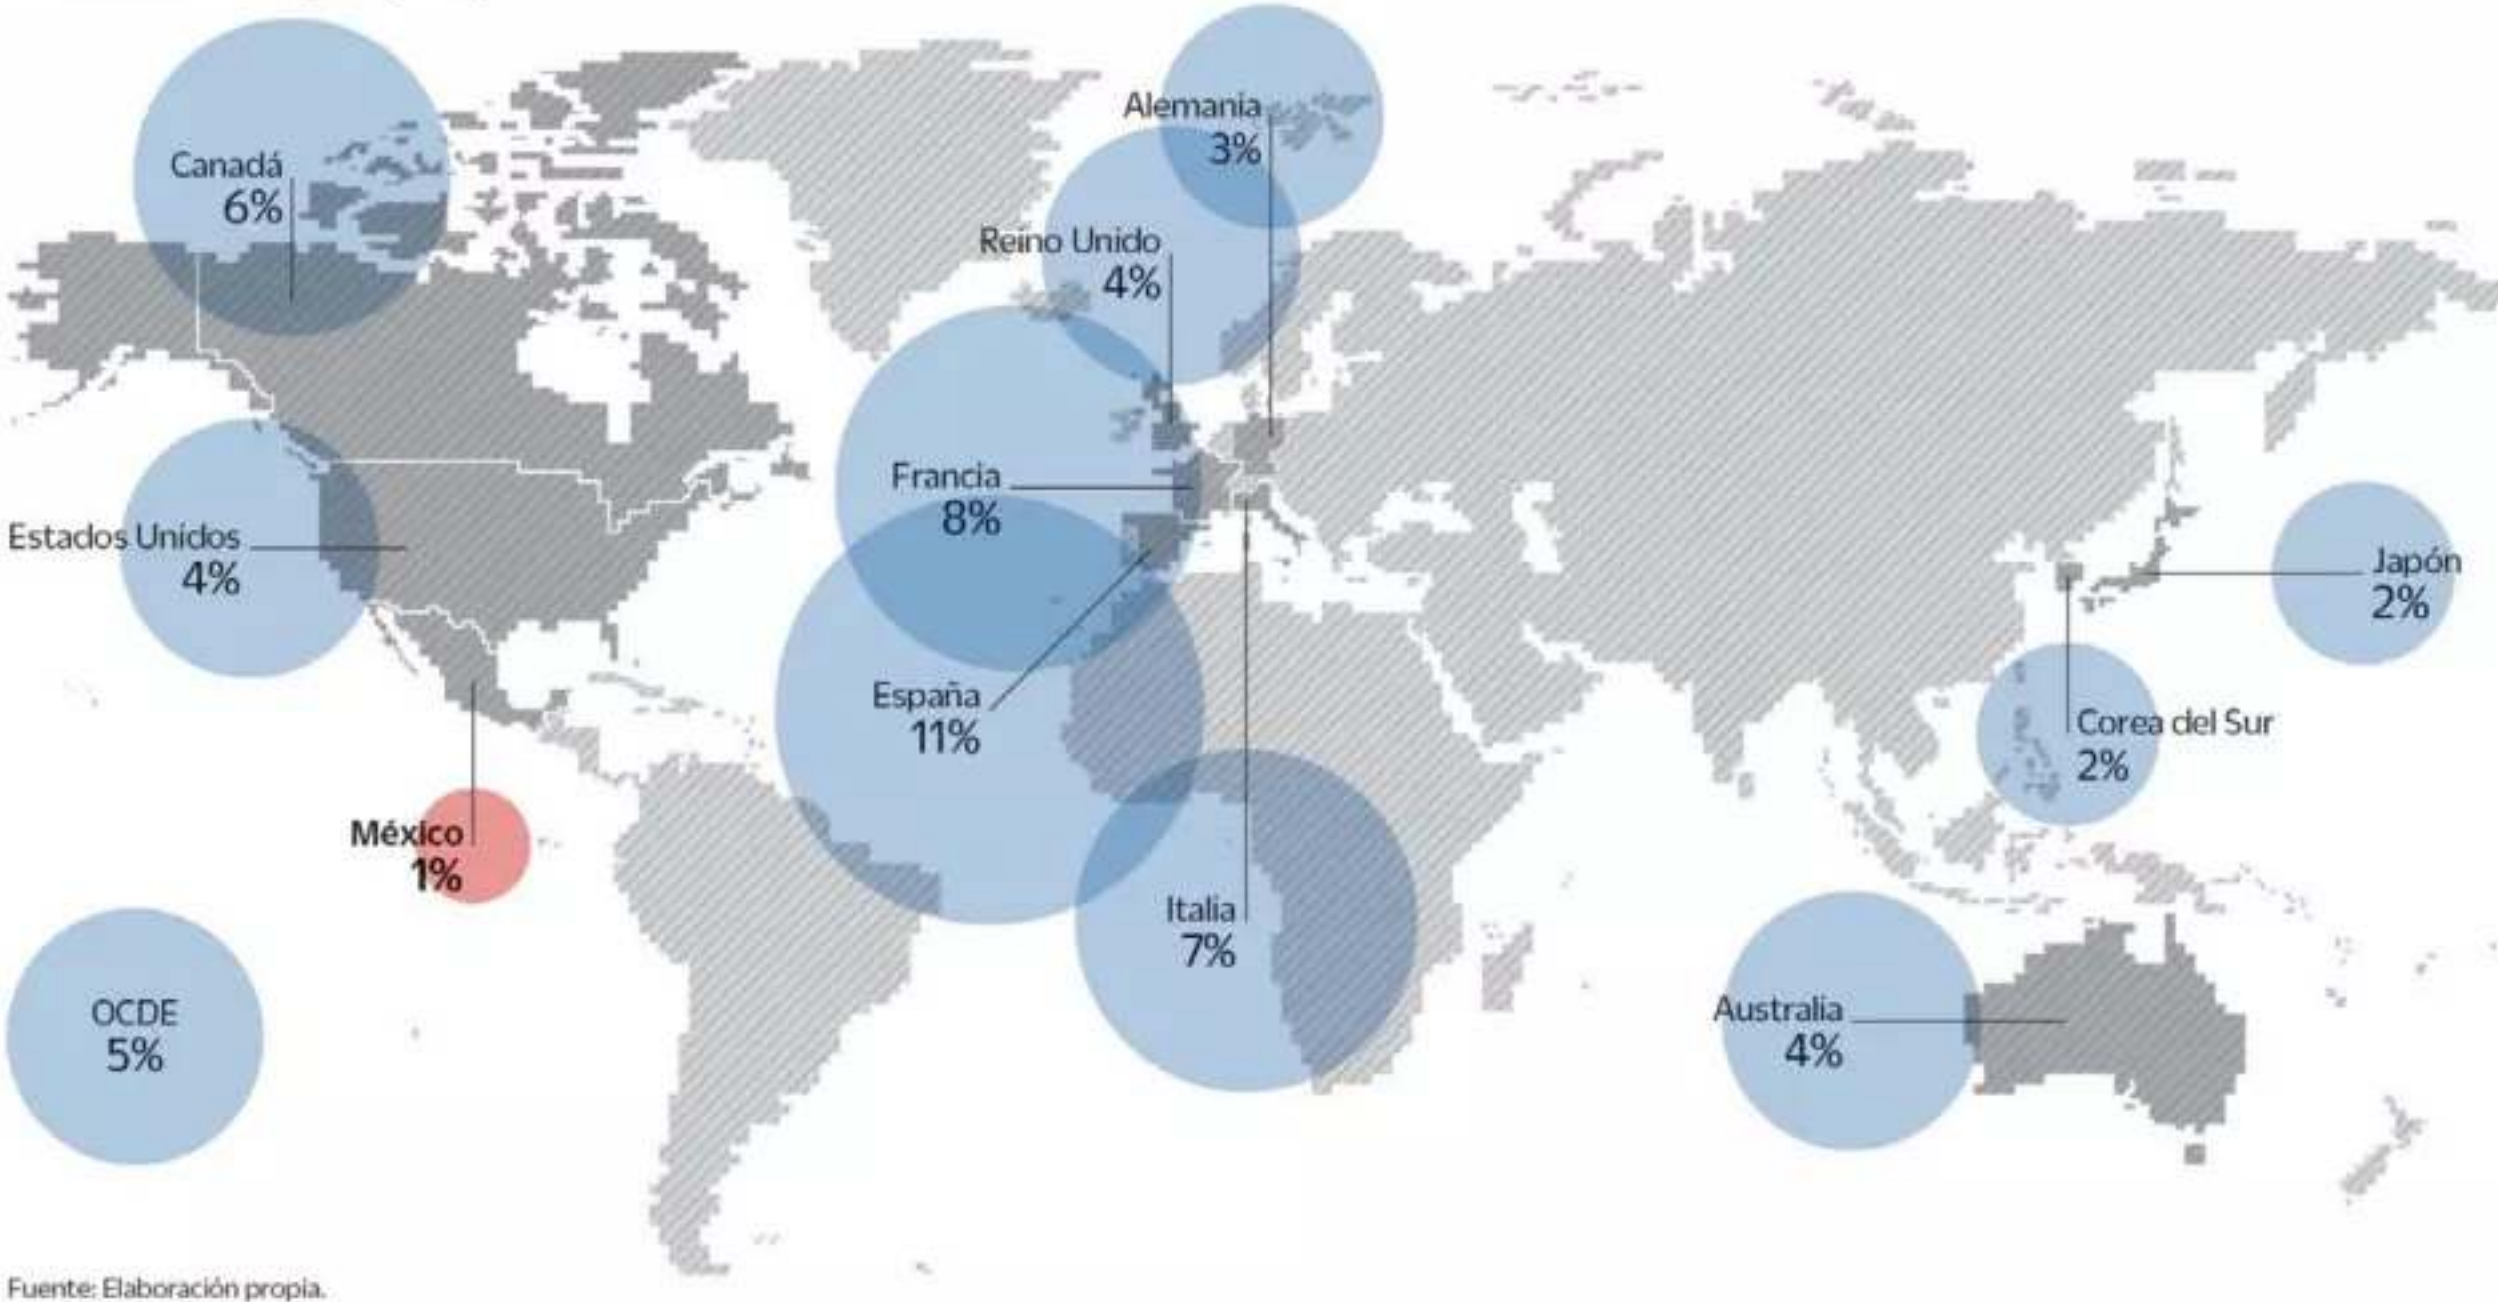 Alemania
3%
Canadá
6%
Reino Unido
4%
Francia
8%
Estados Unidos
4%
Japón
2%
España
11%
Corea del Sur
2%
México
1%
Italia
7%
OCDE
5%
Australia
4%
Fuente: Elaboración propia.